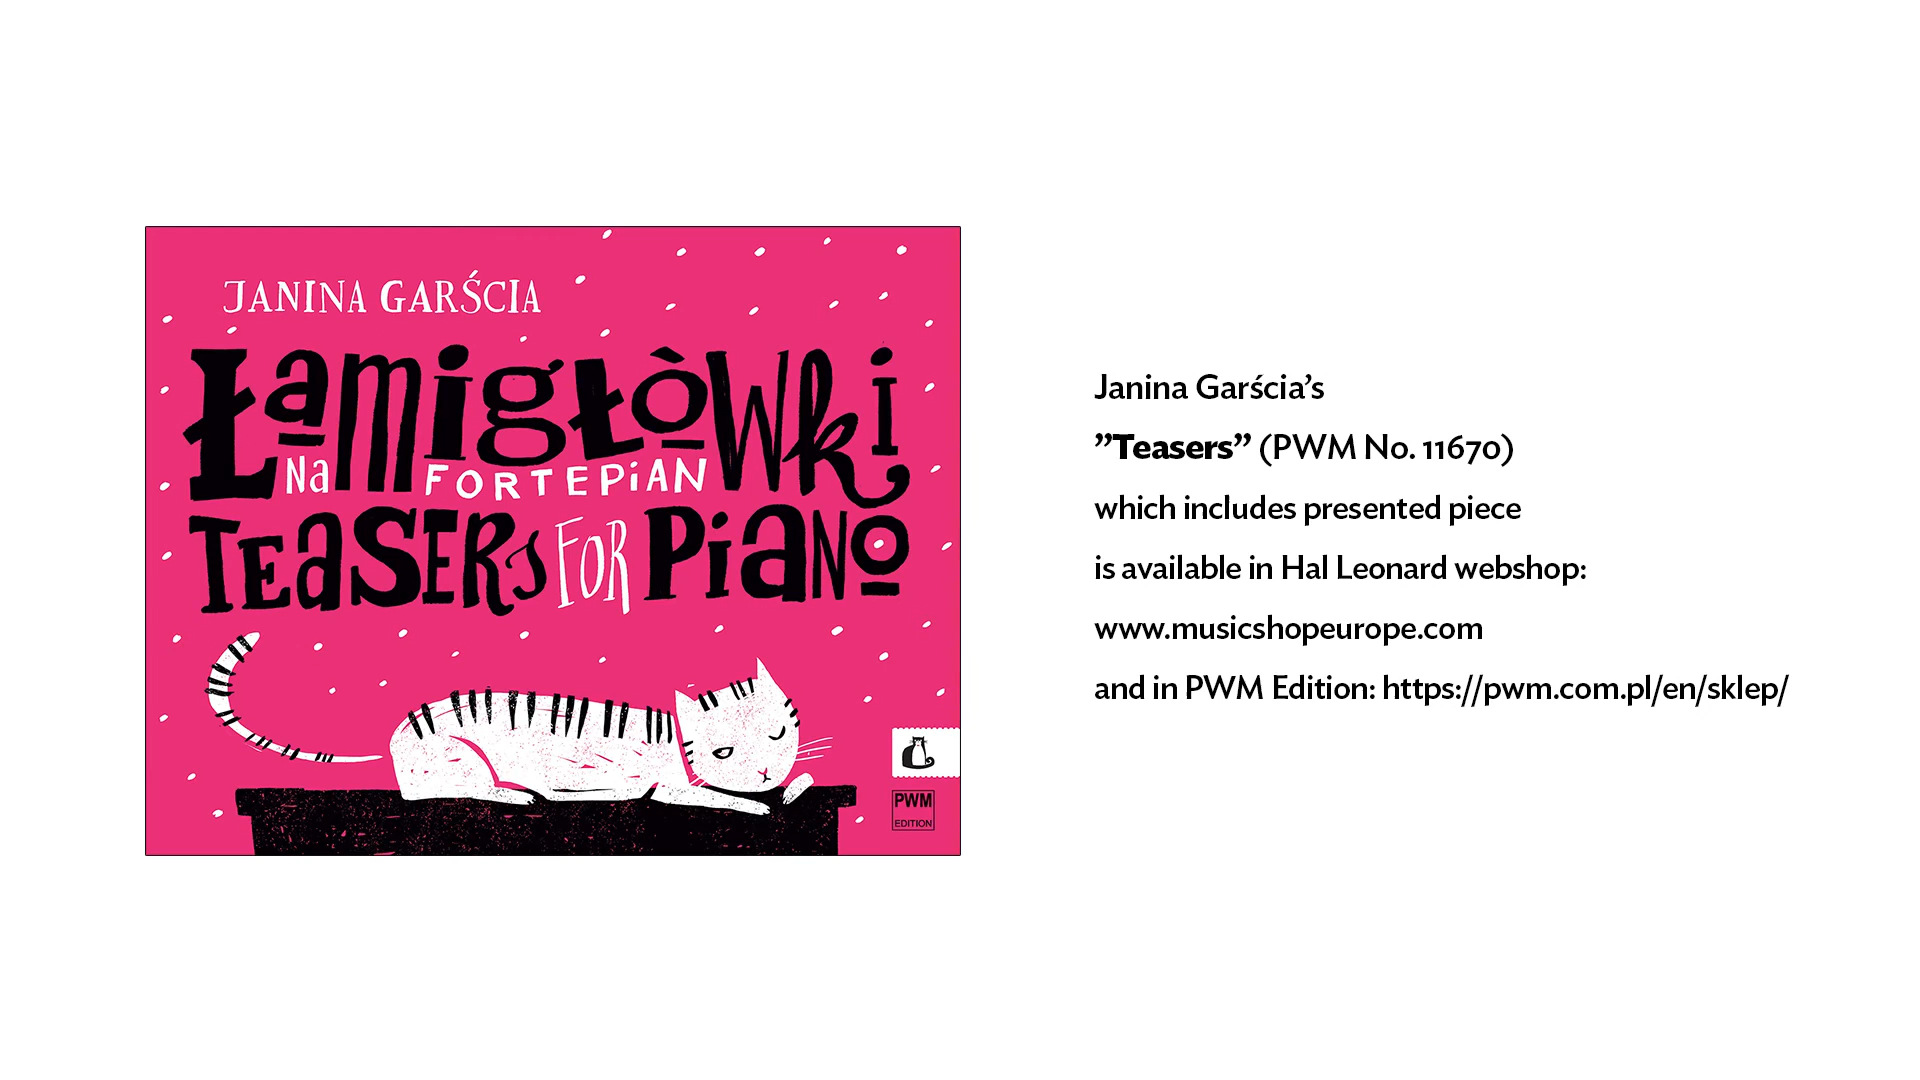 JANINA GARŚCIA
Łamigłòwki
Na FORTEPiAN
TEaSERS FOR PiaNO
PWM
EDITION
Janina Garścia’s
”Teasers” (PWM No. 11670)
which includes presented piece
is available in Hal Leonard webshop:
www.musicshopeurope.com
and in PWM Edition: https://pwm.com.pl/en/sklep/